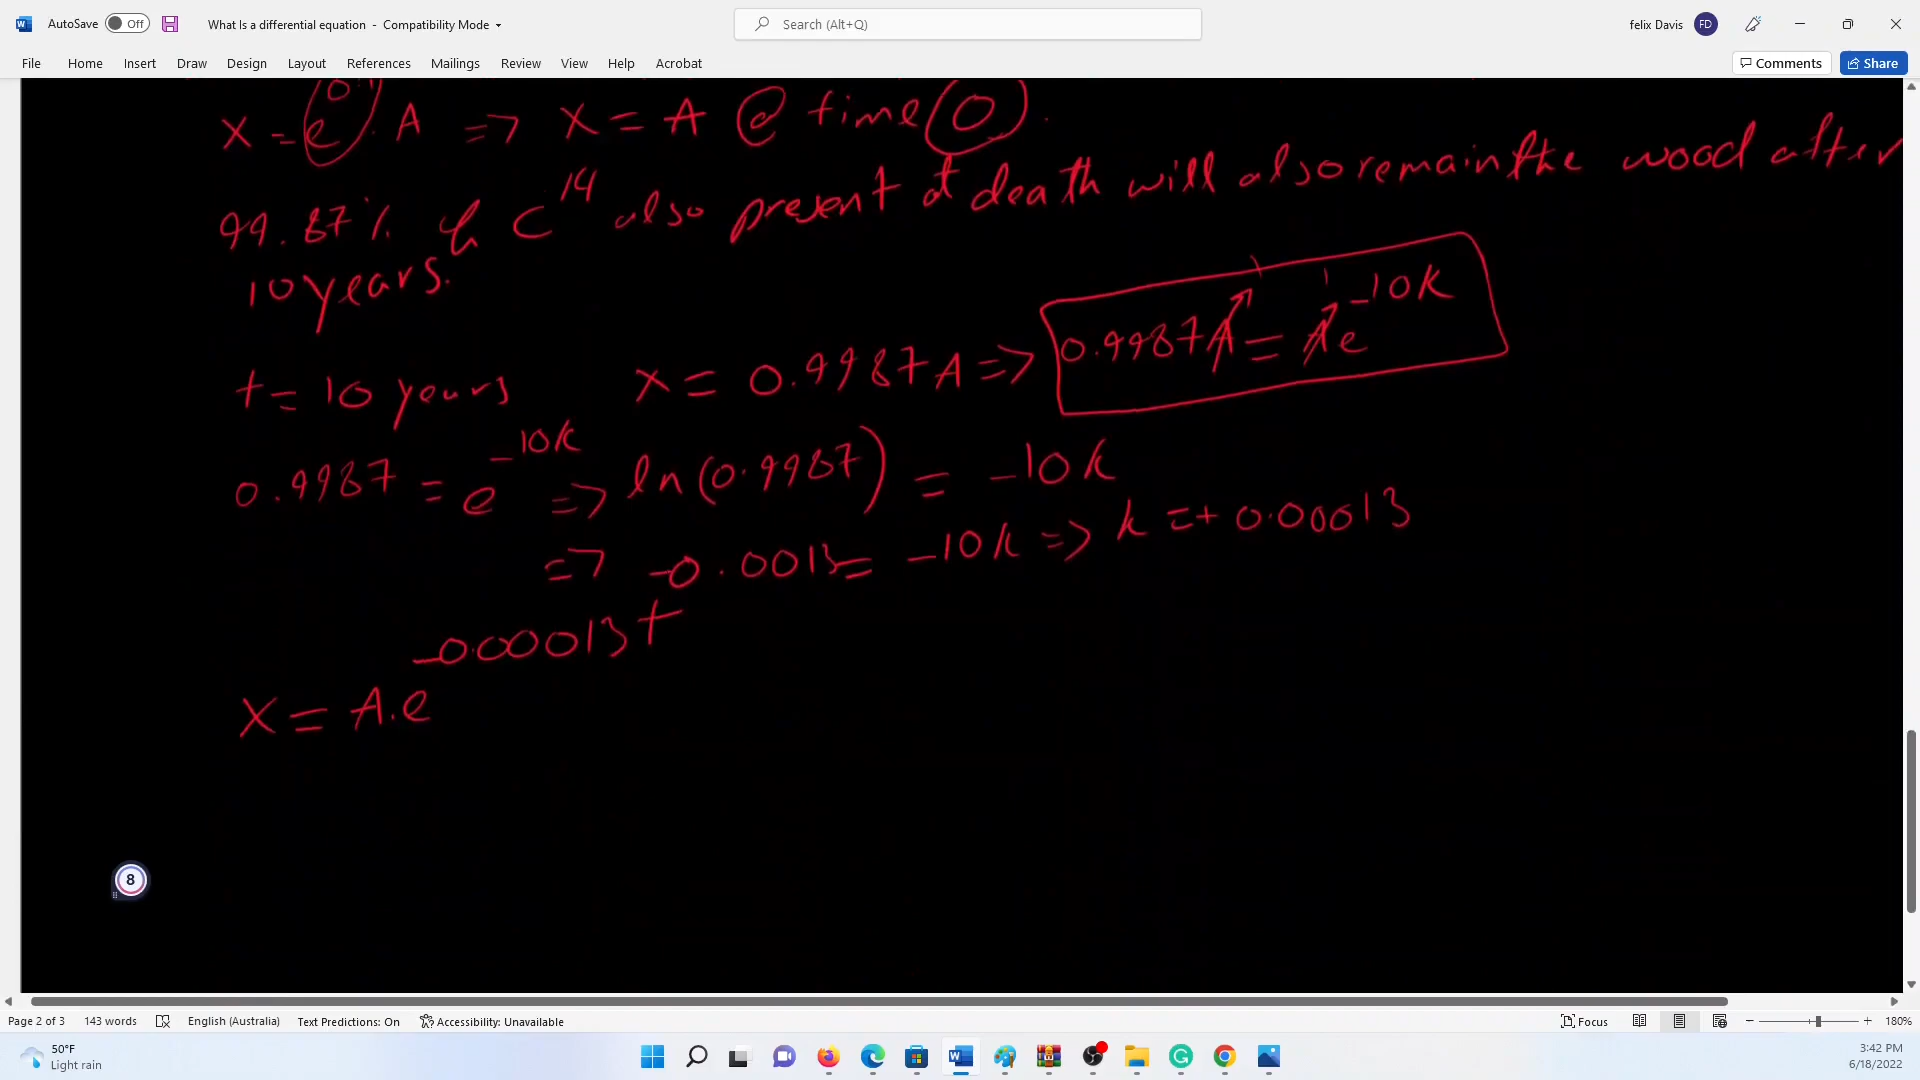 AutoSave Off What Is a differential equation - Compatibility Mode Search (Alt+Q) felix Davis FD
File Home Insert Draw Design Layout References Mailings Review View Help Acrobat Comments Share
X = e . A => X = A @ time (0).
99.87% of C^14 also present at death will also remain the wood after
10 years.
t = 10 years X = 0.9987A => 0.9987A = Ae^-10k
0.9987 = e^-10k => ln(0.9987) = -10k
=> -0.0013 = -10k => k = +0.00013
X = A.e^-0.00013t
8
Page 2 of 3 143 words English (Australia) Text Predictions: On Accessibility: Unavailable Focus 180%
50°F
Light rain
3:42 PM
6/18/2022